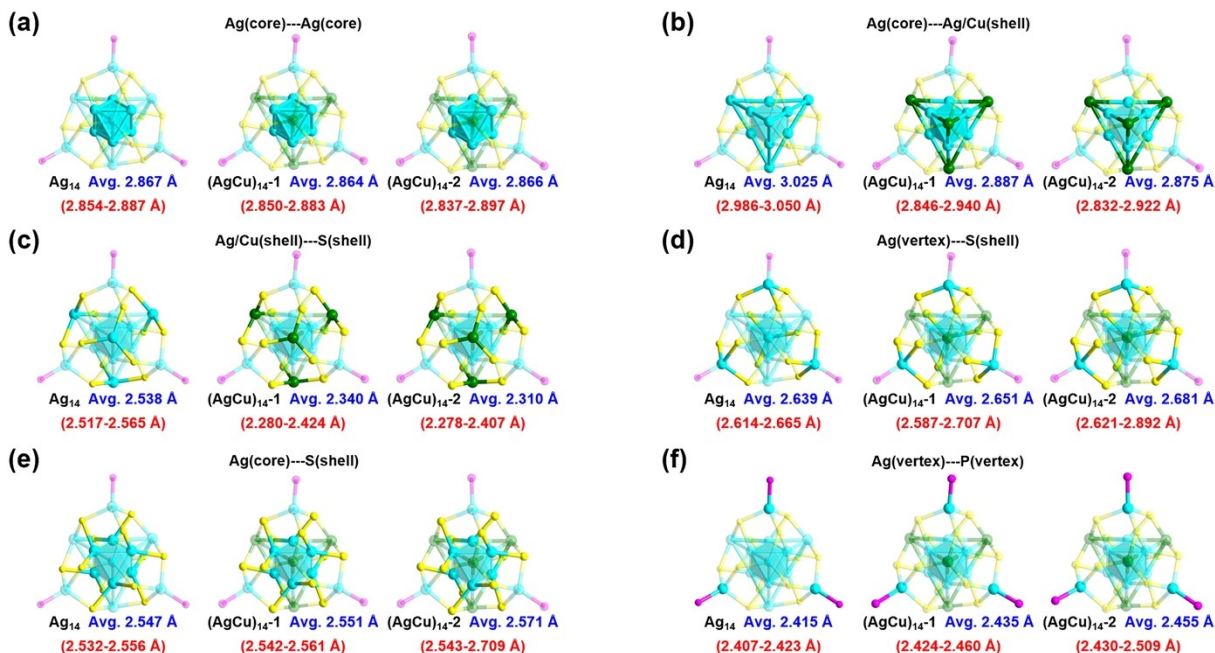 (a) Ag(core)---Ag(core)
Ag14 Avg. 2.867 Å (AgCu)14-1 Avg. 2.864 Å (AgCu)14-2 Avg. 2.866 Å
(2.854-2.887 Å) (2.850-2.883 Å) (2.837-2.897 Å)
(b) Ag(core)---Ag/Cu(shell)
Ag14 Avg. 3.025 Å (AgCu)14-1 Avg. 2.887 Å (AgCu)14-2 Avg. 2.875 Å
(2.986-3.050 Å) (2.846-2.940 Å) (2.832-2.922 Å)
(c) Ag/Cu(shell)---S(shell)
Ag14 Avg. 2.538 Å (AgCu)14-1 Avg. 2.340 Å (AgCu)14-2 Avg. 2.310 Å
(2.517-2.565 Å) (2.280-2.424 Å) (2.278-2.407 Å)
(d) Ag(vertex)---S(shell)
Ag14 Avg. 2.639 Å (AgCu)14-1 Avg. 2.651 Å (AgCu)14-2 Avg. 2.681 Å
(2.614-2.665 Å) (2.587-2.707 Å) (2.621-2.892 Å)
(e) Ag(core)---S(shell)
Ag14 Avg. 2.547 Å (AgCu)14-1 Avg. 2.551 Å (AgCu)14-2 Avg. 2.571 Å
(2.532-2.556 Å) (2.542-2.561 Å) (2.543-2.709 Å)
(f) Ag(vertex)---P(vertex)
Ag14 Avg. 2.415 Å (AgCu)14-1 Avg. 2.435 Å (AgCu)14-2 Avg. 2.455 Å
(2.407-2.423 Å) (2.424-2.460 Å) (2.430-2.509 Å)